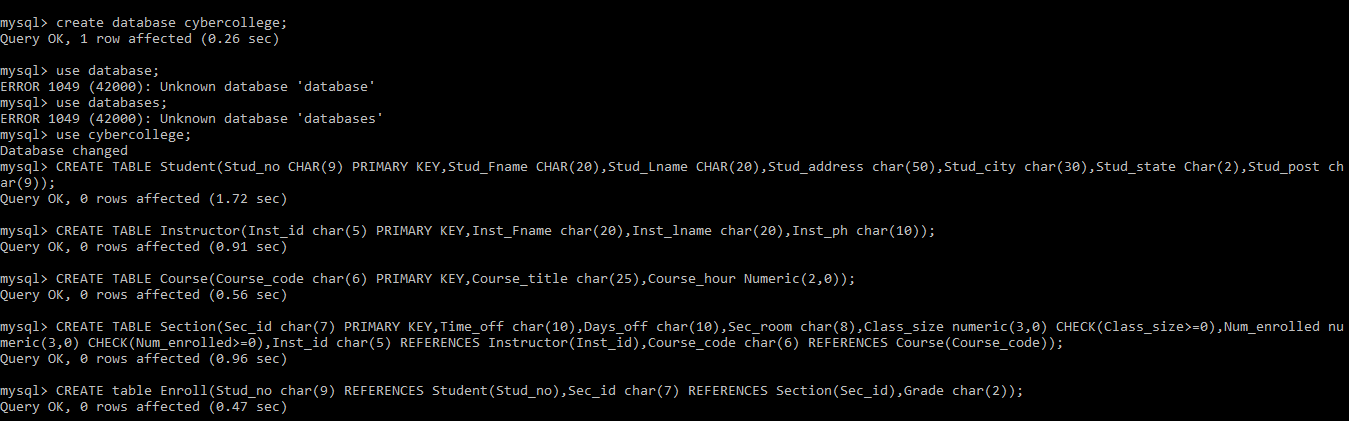 mysql> create database cybercollege;
Query OK, 1 row affected (0.26 sec)
mysql> use database;
ERROR 1049 (42000): Unknown database 'database'
mysql> use databases;
ERROR 1049 (42000): Unknown database 'databases'
mysql> use cybercollege;
Database changed
mysql> CREATE TABLE Student(Stud_no CHAR(9) PRIMARY KEY,Stud_Fname CHAR(20),Stud_Lname CHAR(20),Stud_address char(50),Stud_city char(30),Stud_state Char(2),Stud_post ch
ar(9));
Query OK, 0 rows affected (1.72 sec)
mysql> CREATE TABLE Instructor(Inst_id char(5) PRIMARY KEY,Inst_Fname char(20),Inst_lname char(20),Inst_ph char(10));
Query OK, 0 rows affected (0.91 sec)
mysql> CREATE TABLE Course(Course_code char(6) PRIMARY KEY,Course_title char(25),Course_hour Numeric(2,0));
Query OK, 0 rows affected (0.56 sec)
mysql> CREATE TABLE Section(Sec_id char(7) PRIMARY KEY,Time_off char(10),Days_off char(10),Sec_room char(8),Class_size numeric(3,0) CHECK(Class_size>=0),Num_enrolled nu
meric(3,0) CHECK(Num_enrolled>=0),Inst_id char(5) REFERENCES Instructor(Inst_id),Course_code char(6) REFERENCES Course(Course_code));
Query OK, 0 rows affected (0.96 sec)
mysql> CREATE table Enroll(Stud_no char(9) REFERENCES Student(Stud_no),Sec_id char(7) REFERENCES Section(Sec_id),Grade char(2));
Query OK, 0 rows affected (0.47 sec)